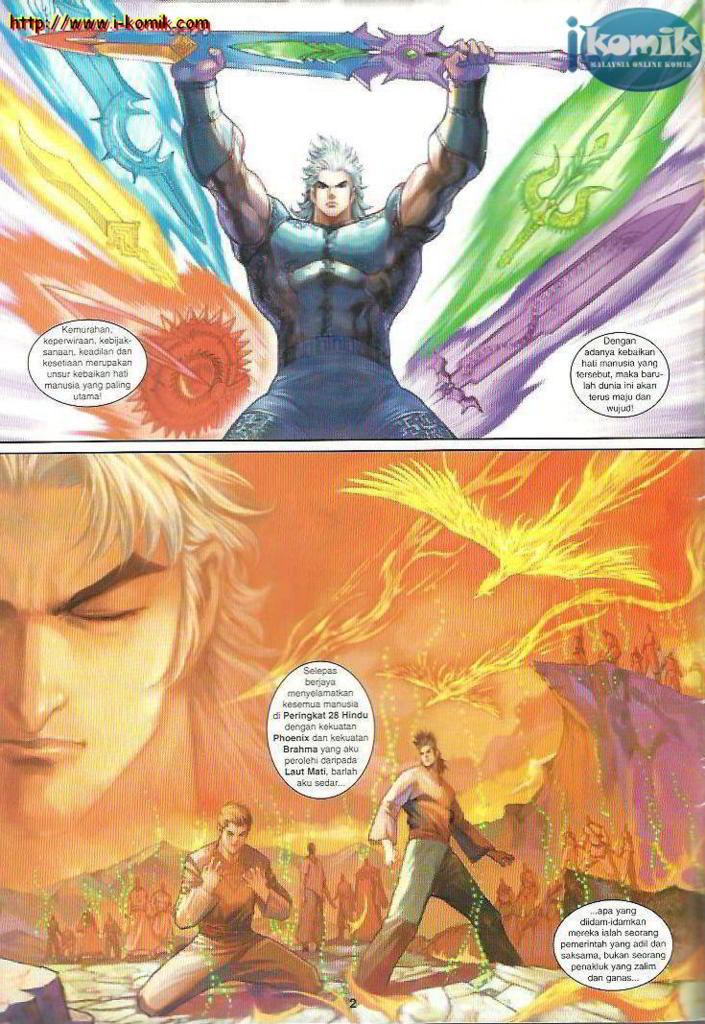 http://www.i-komik.com
ikomik
MALAYSIA ONLINE KOMIK
Kemurahan,
keperwiraan, kebijak-
sanaan, keadilan dan
kesetiaan merupakan
unsur kebaikan hati
manusia yang paling
utama!
Dengan
adanya kebaikan
hati manusia yang
tersebut, maka baru-
lah dunia ini akan
terus maju dan
wujud!
Selepas
berjaya
menyelamatkan
kesemua manusia
di Peringkat 28 Hindu
dengan kekuatan
Phoenix dan kekuatan
Brahma yang aku
perolehi daripada
Laut Mati, barlah
aku sedar...
...apa yang
diidam-idamkan
mereka ialah seorang
pemerintah yang adil dan
saksama, bukan seorang
penakluk yang zalim
dan ganas...
2